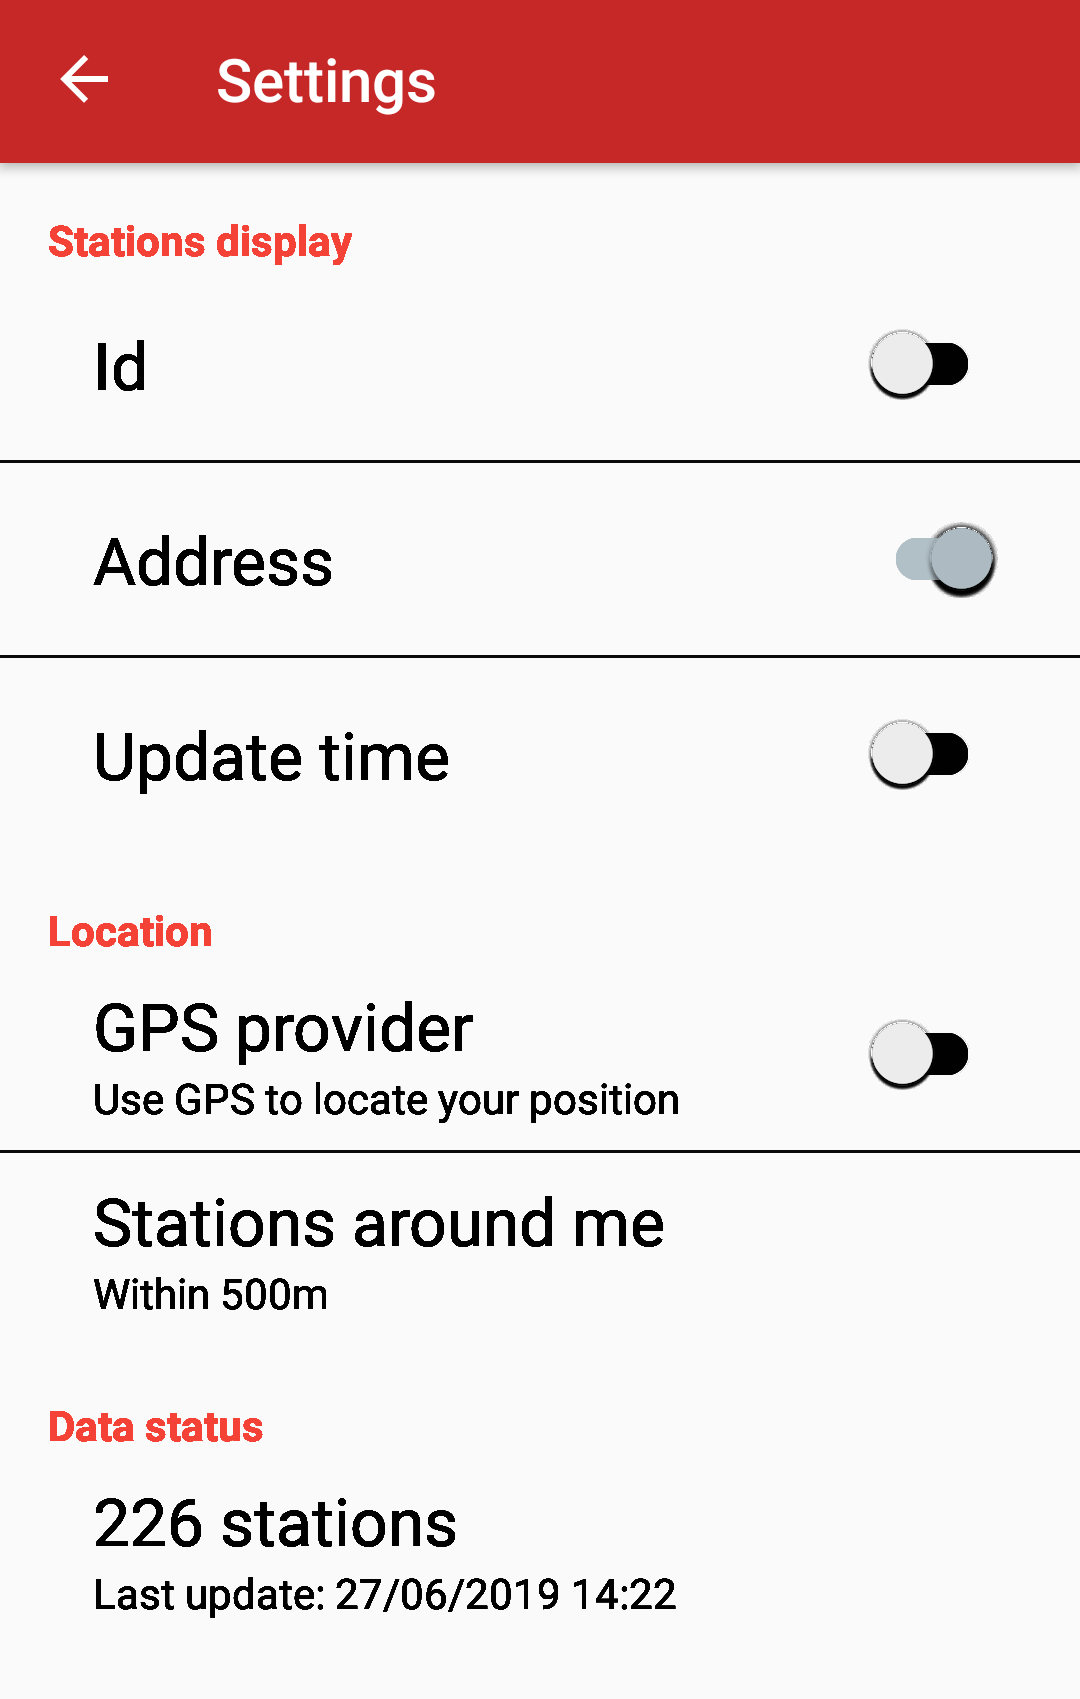 Settings
Stations display
Id
Address
Update time
Location
GPS provider
Use GPS to locate your position
Stations around me
Within 500m
Data status
226 stations
Last update: 27/06/2019 14:22